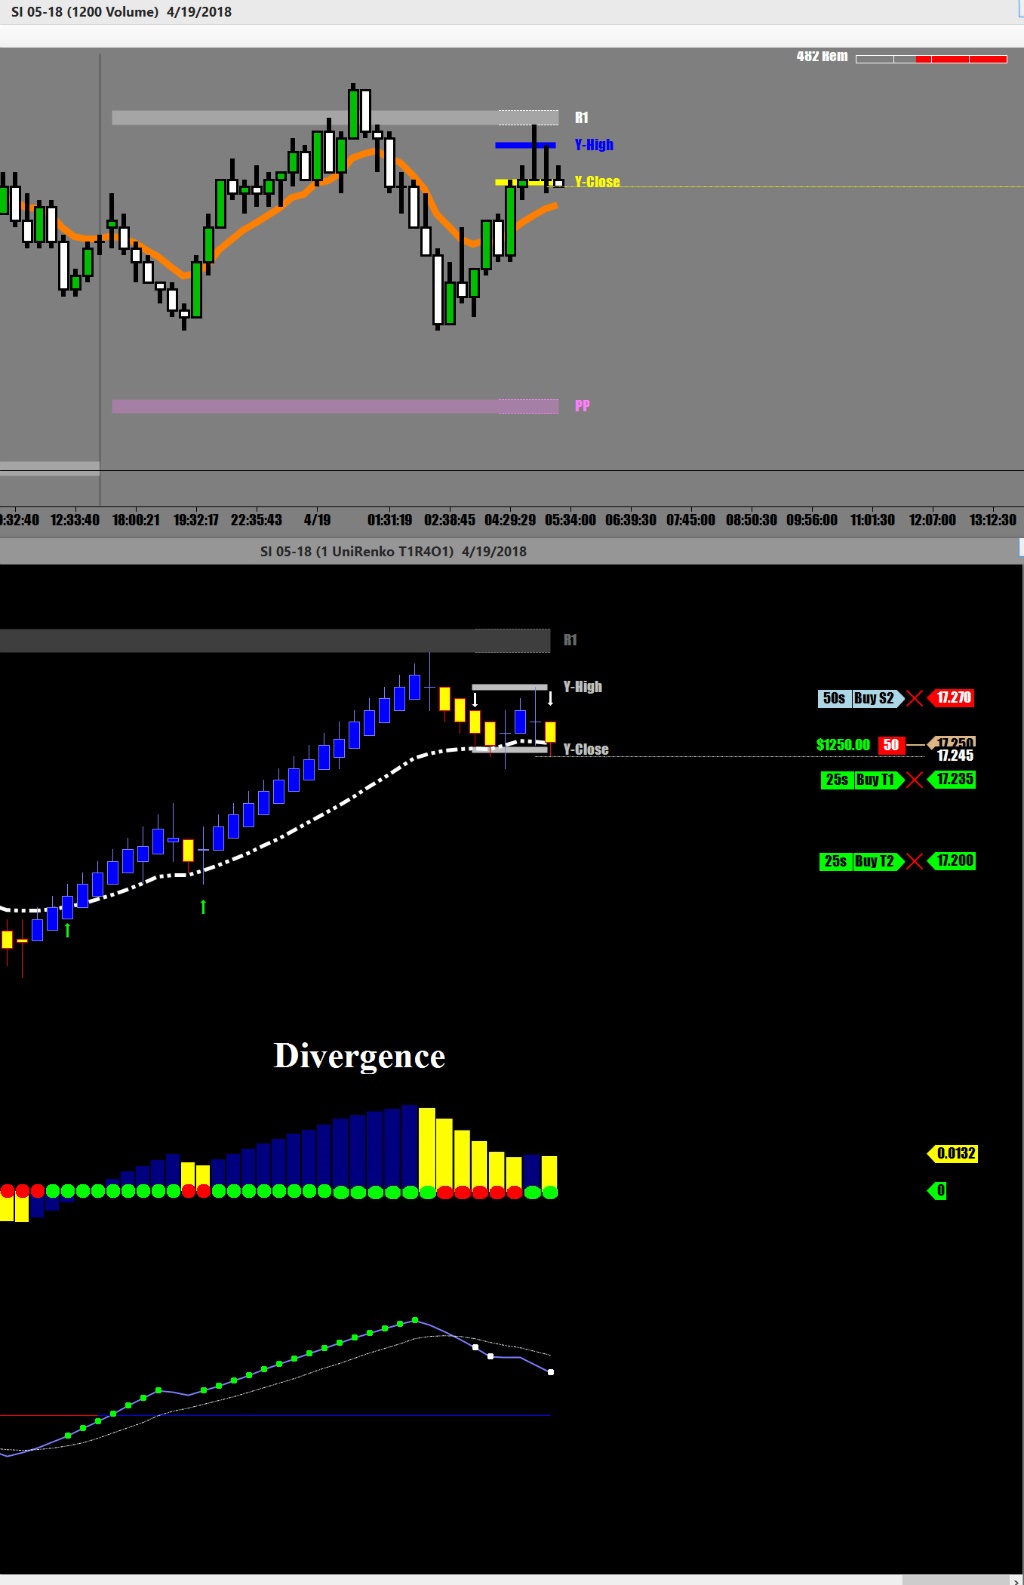 SI 05-18 (1200 Volume) 4/19/2018
482 Rem
R1
Y-High
Y-Close
PP
12:33:40 18:00:21 19:32:17 22:35:43 4/19 01:31:19 02:38:45 04:29:29 05:34:00 06:39:30 07:45:00 08:50:30 09:56:00 11:01:30 12:07:00 13:12:30
SI 05-18 (1 UniRenko T1R4O1) 4/19/2018
R1
Y-High
50s Buy S2 17.270
$1250.00 50 17.250
Y-Close 17.245
25s Buy T1 17.235
25s Buy T2 17.200
Divergence
0.0132
0